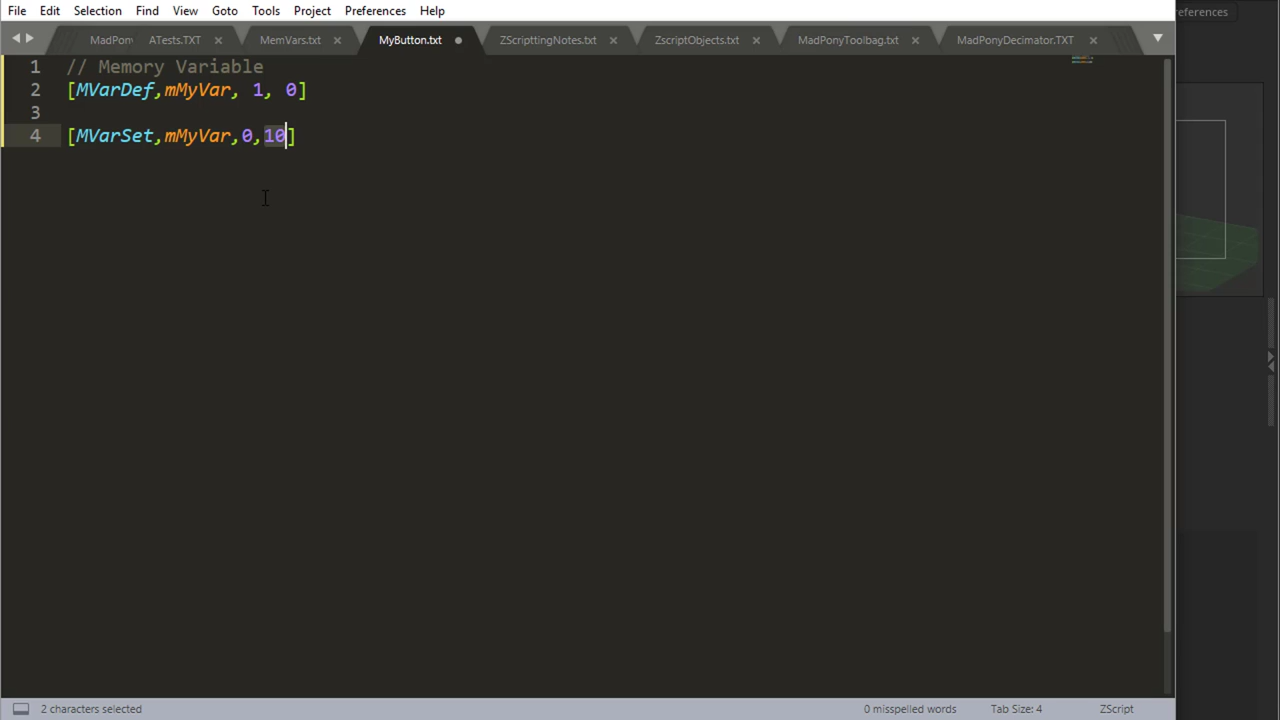 File Edit Selection Find View Goto Tools Project Preferences Help
references
MadPon ATests.TXT MemVars.txt MyButton.txt ZScripttingNotes.txt ZscriptObjects.txt MadPonyToolbag.txt MadPonyDecimator.TXT
1 // Memory Variable
2 [MVarDef,mMyVar, 1, 0]
3
4 [MVarSet,mMyVar,0,10]
2 characters selected 0 misspelled words Tab Size: 4 ZScript